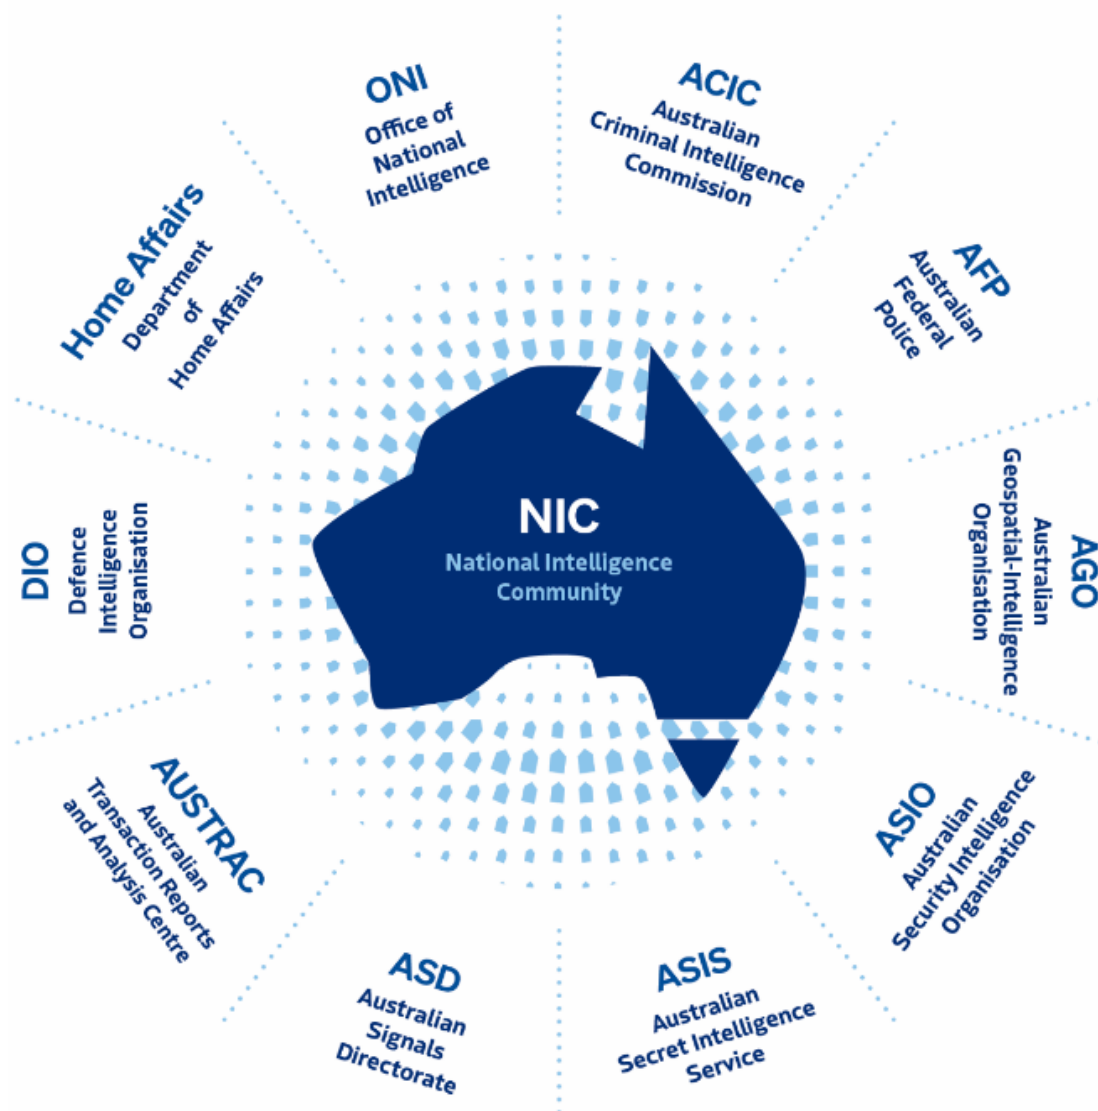 ONI
Office of
National
Intelligence
ACIC
Australian
Criminal Intelligence
Commission
AFP
Australian
Federal
Police
AGO
Australian
Geospatial-Intelligence
Organisation
ASIO
Australian
Security Intelligence
Organisation
ASIS
Australian
Secret Intelligence
Service
ASD
Australian
Signals
Directorate
AUSTRAC
Australian
Transaction Reports
and Analysis Centre
DIO
Defence
Intelligence
Organisation
Home Affairs
Department
of
Home Affairs
NIC
National Intelligence
Community